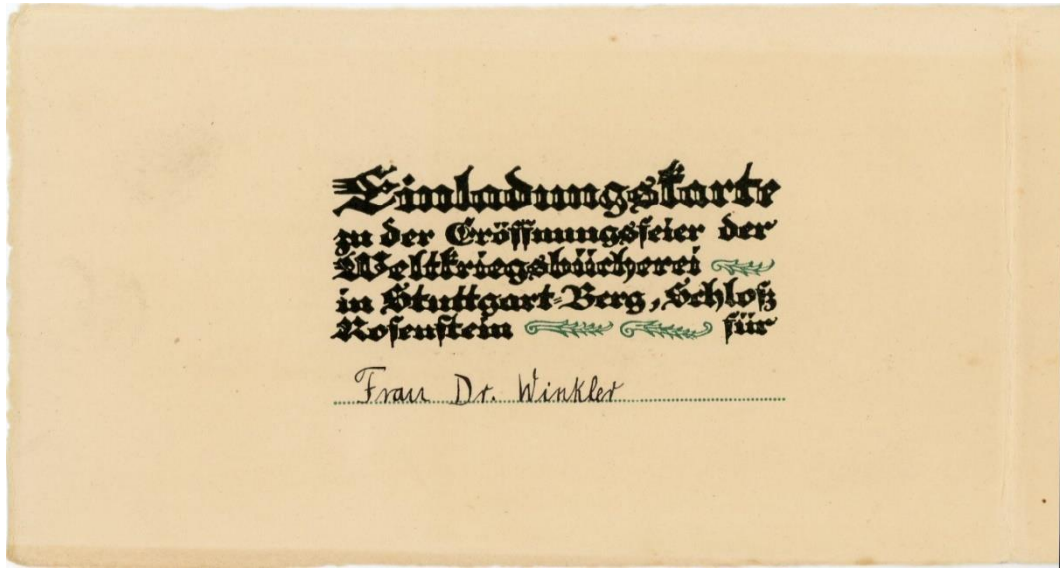 Einladungskarte
zu der Eröffnungsfeier der
Weltkriegsbücherei
in Stuttgart-Berg, Schloß
Rosenstein für
Frau Dr. Winkler